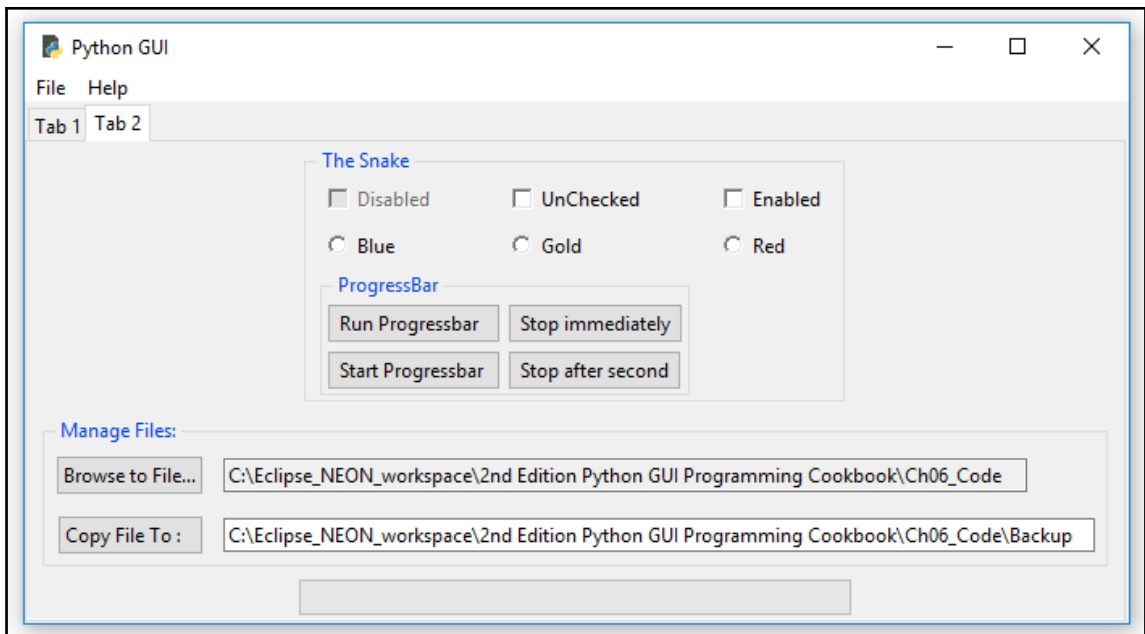 Python GUI
File Help
Tab 1 Tab 2
The Snake
Disabled UnChecked Enabled
Blue Gold Red
ProgressBar
Run Progressbar Stop immediately
Start Progressbar Stop after second
Manage Files:
Browse to File... C:\Eclipse_NEON_workspace\2nd Edition Python GUI Programming Cookbook\Ch06_Code
Copy File To : C:\Eclipse_NEON_workspace\2nd Edition Python GUI Programming Cookbook\Ch06_Code\Backup